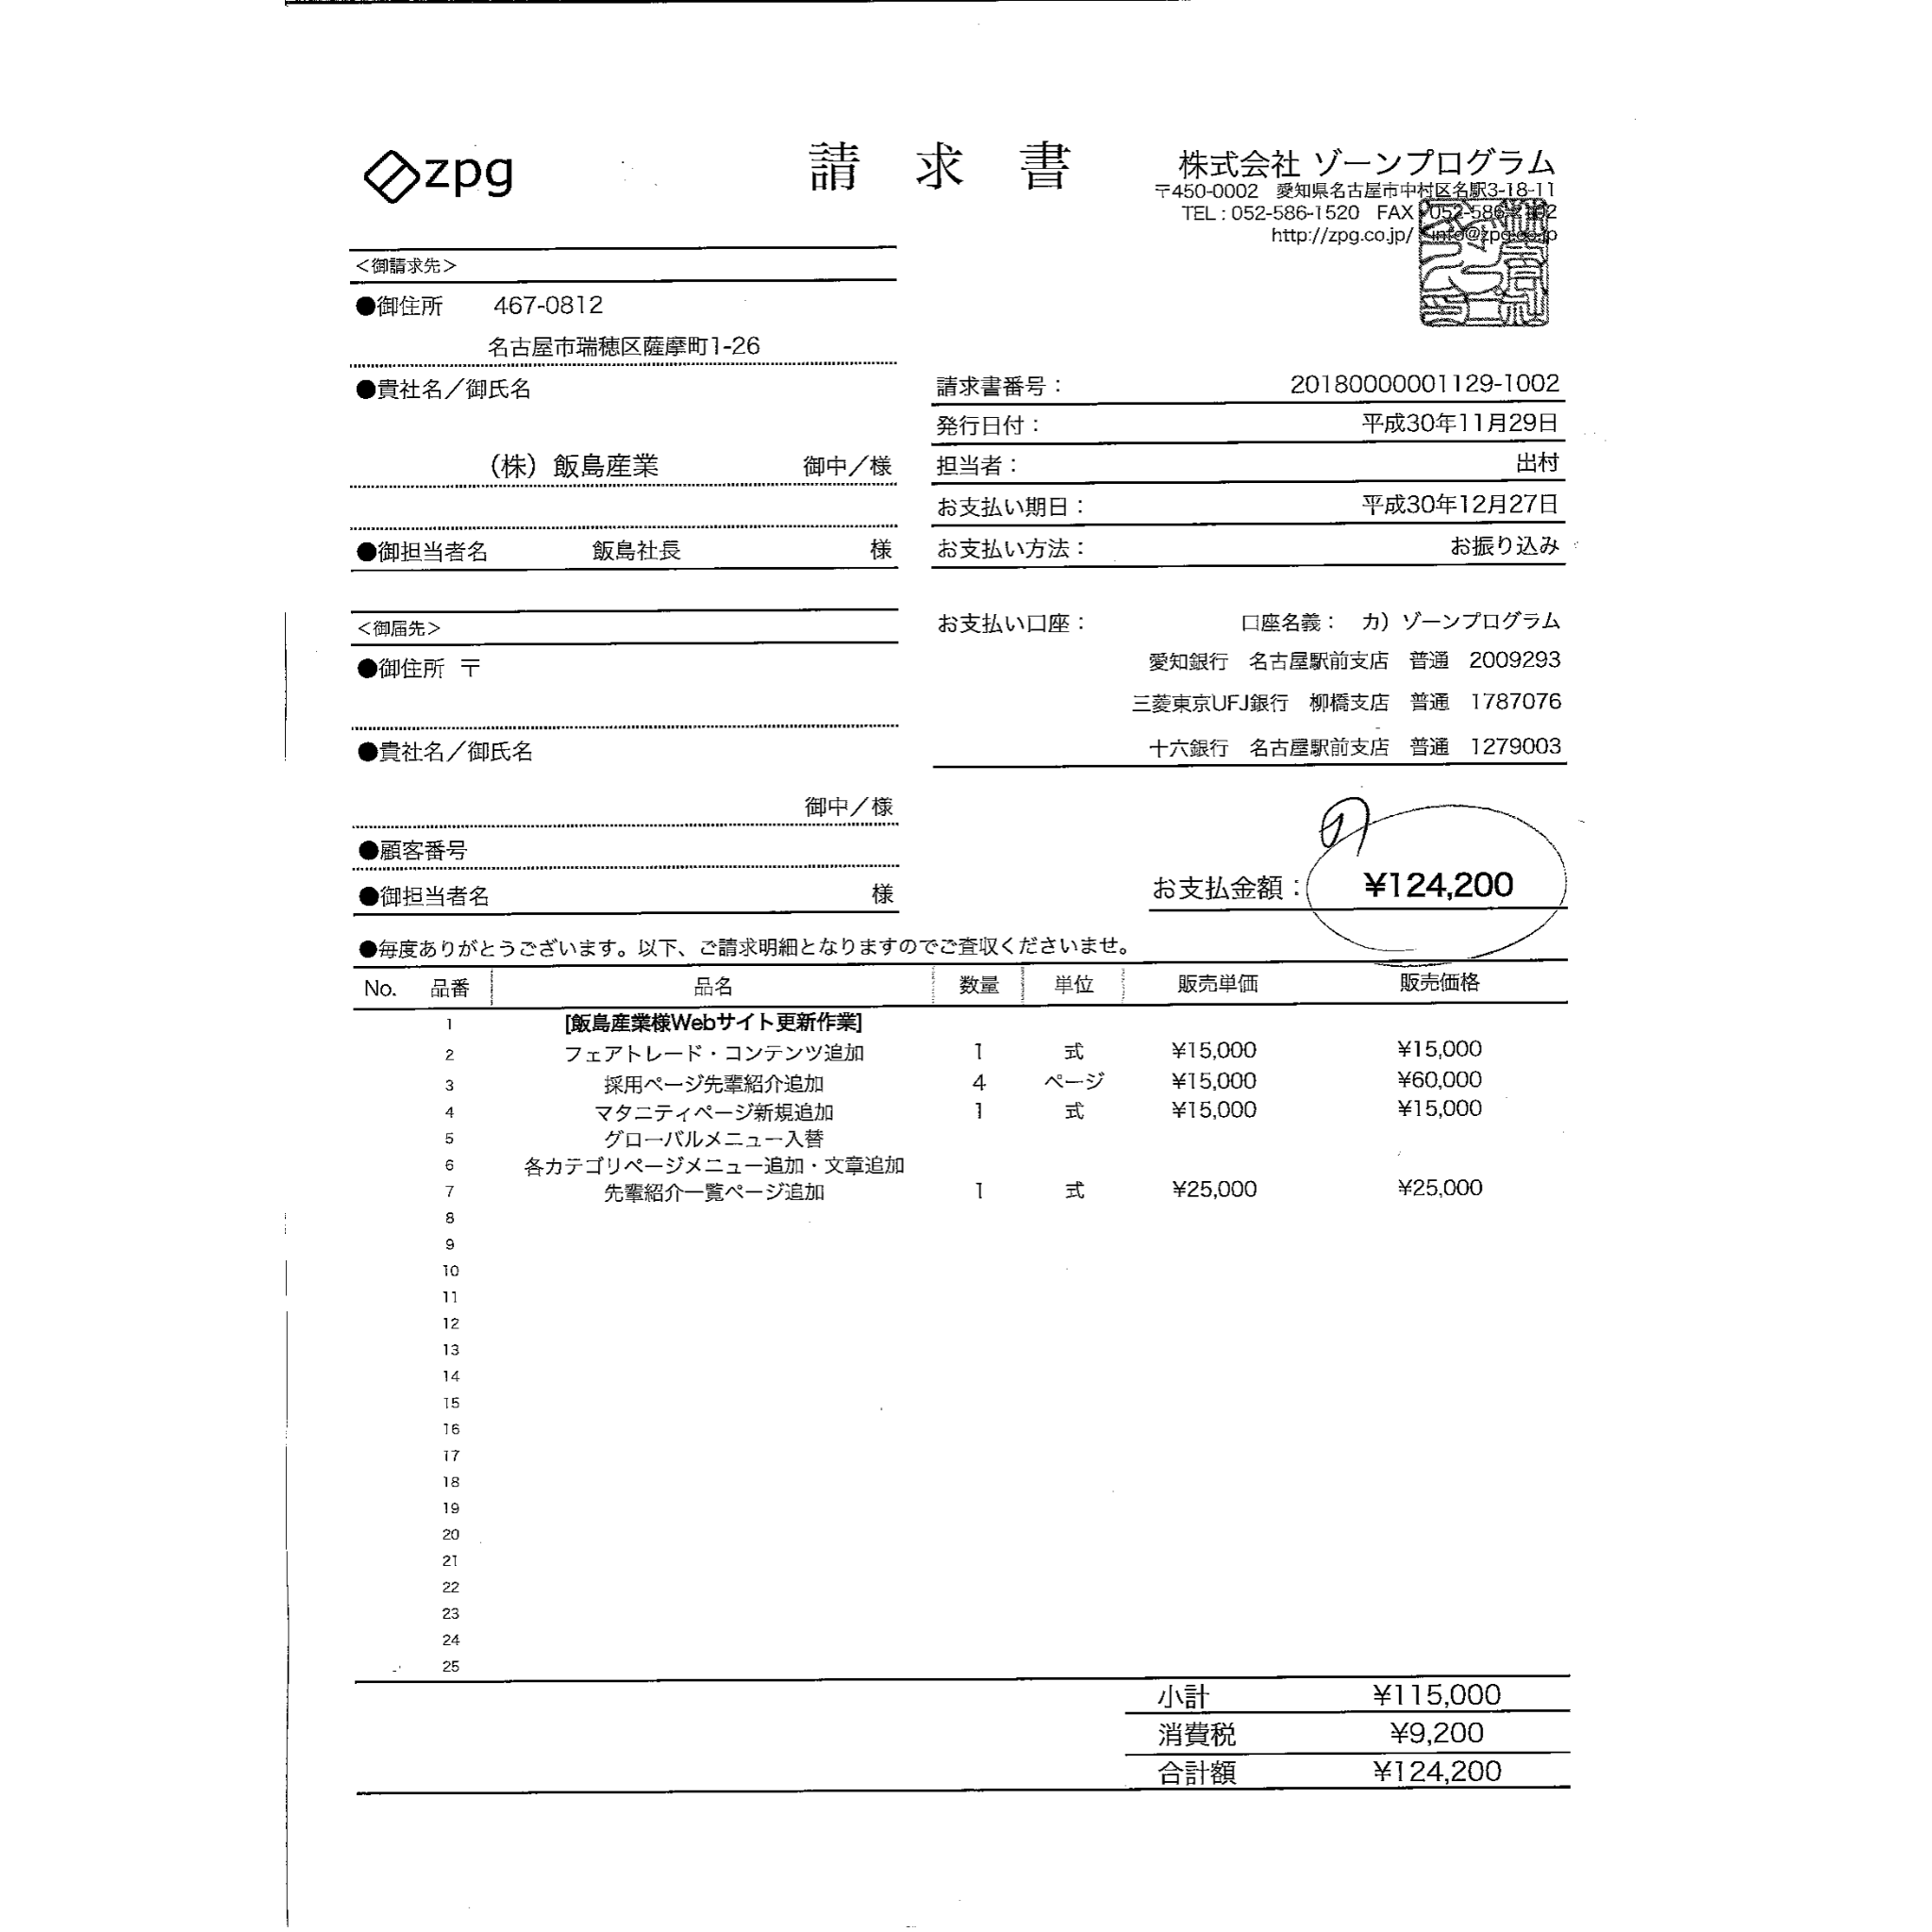 zpg
請求書
株式会社 ゾーンプログラム
〒450-0002 愛知県名古屋市中村区名駅3-18-11
TEL : 052-586-1520 FAX
http://zpg.co.jp/ info@zpg.co.jp
＜御請求先＞
●御住所 467-0812
名古屋市瑞穂区薩摩町1-26
●貴社名／御氏名
（株）飯島産業 御中／様
●御担当者名 飯島社長 様
請求書番号： 20180000001129-1002
発行日付： 平成30年11月29日
担当者： 出村
お支払い期日： 平成30年12月27日
お支払い方法： お振り込み
＜御届先＞
●御住所 〒
●貴社名／御氏名
御中／様
●顧客番号
●御担当者名 様
お支払い口座： 口座名義： カ）ゾーンプログラム
愛知銀行 名古屋駅前支店 普通 2009293
三菱東京UFJ銀行 柳橋支店 普通 1787076
十六銀行 名古屋駅前支店 普通 1279003
お支払金額： ¥124,200
●毎度ありがとうございます。以下、ご請求明細となりますのでご査収くださいませ。
No. 品番 品名 数量 単位 販売単価 販売価格
1 [飯島産業様Webサイト更新作業]
2 フェアトレード・コンテンツ追加 1 式 ¥15,000 ¥15,000
3 採用ページ先輩紹介追加 4 ページ ¥15,000 ¥60,000
4 マタニティページ新規追加 1 式 ¥15,000 ¥15,000
5 グローバルメニュー入替
6 各カテゴリページメニュー追加・文章追加
7 先輩紹介一覧ページ追加 1 式 ¥25,000 ¥25,000
8
9
10
11
12
13
14
15
16
17
18
19
20
21
22
23
24
25
小計 ¥115,000
消費税 ¥9,200
合計額 ¥124,200